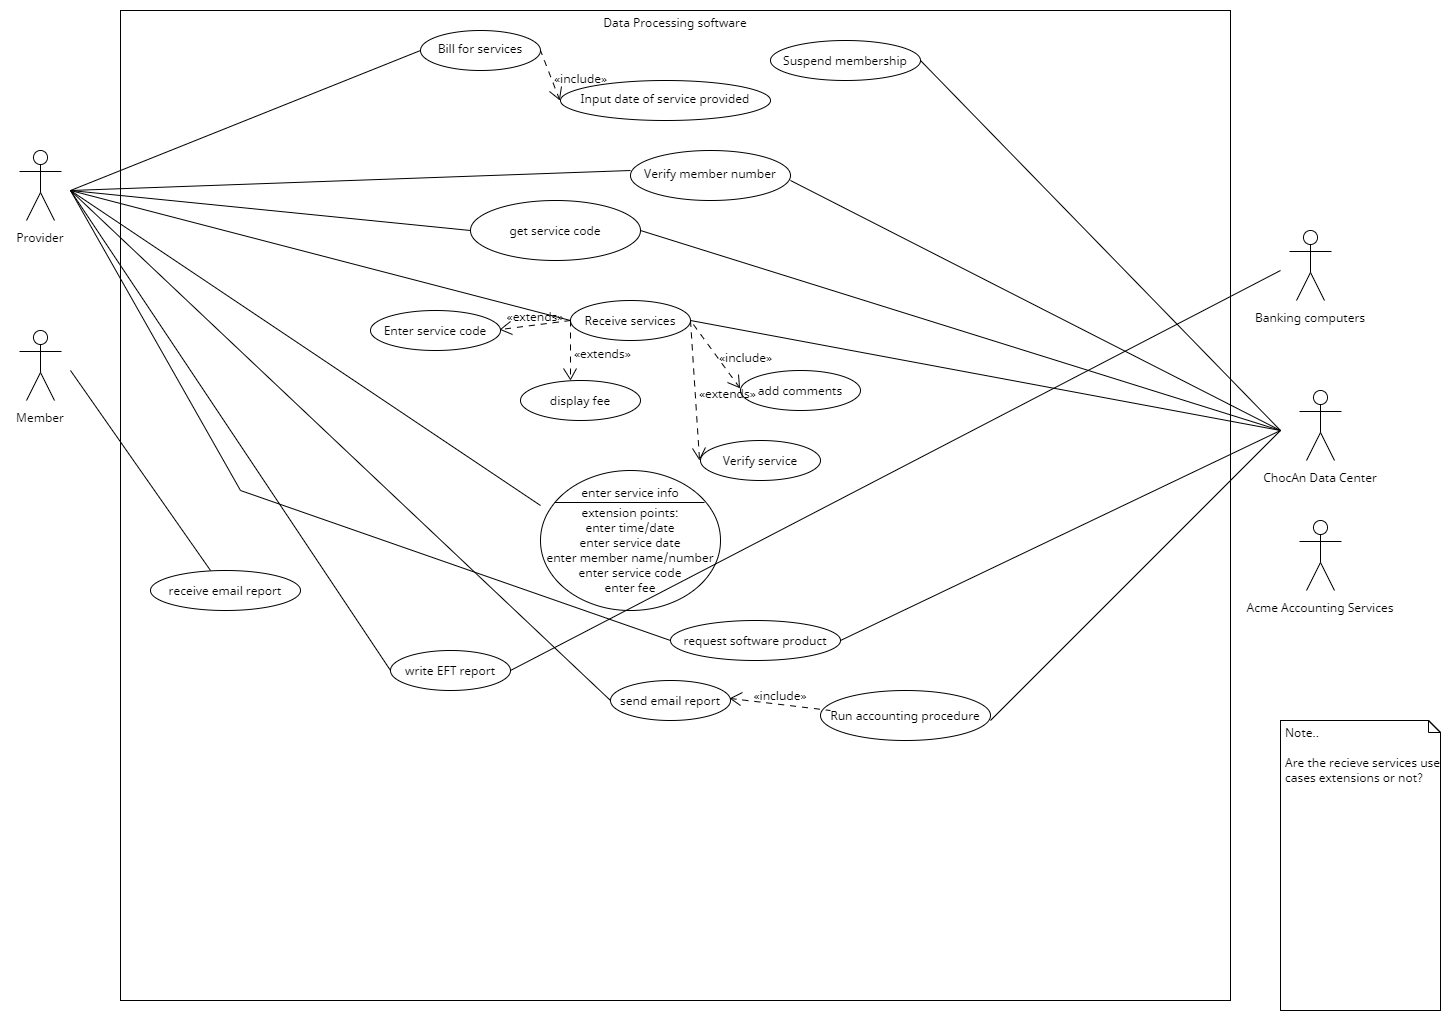 Data Processing software
Bill for services
Suspend membership
«include»
Input date of service provided
Verify member number
Provider
get service code
Banking computers
«extends»
Enter service code
Receive services
«extends»
«include»
«extends»
add comments
display fee
Member
Verify service
ChocAn Data Center
enter service info
extension points:
enter time/date
enter service date
enter member name/number
enter service code
enter fee
receive email report
Acme Accounting Services
request software product
write EFT report
send email report
«include»
Run accounting procedure
Note..
Are the recieve services use
cases extensions or not?